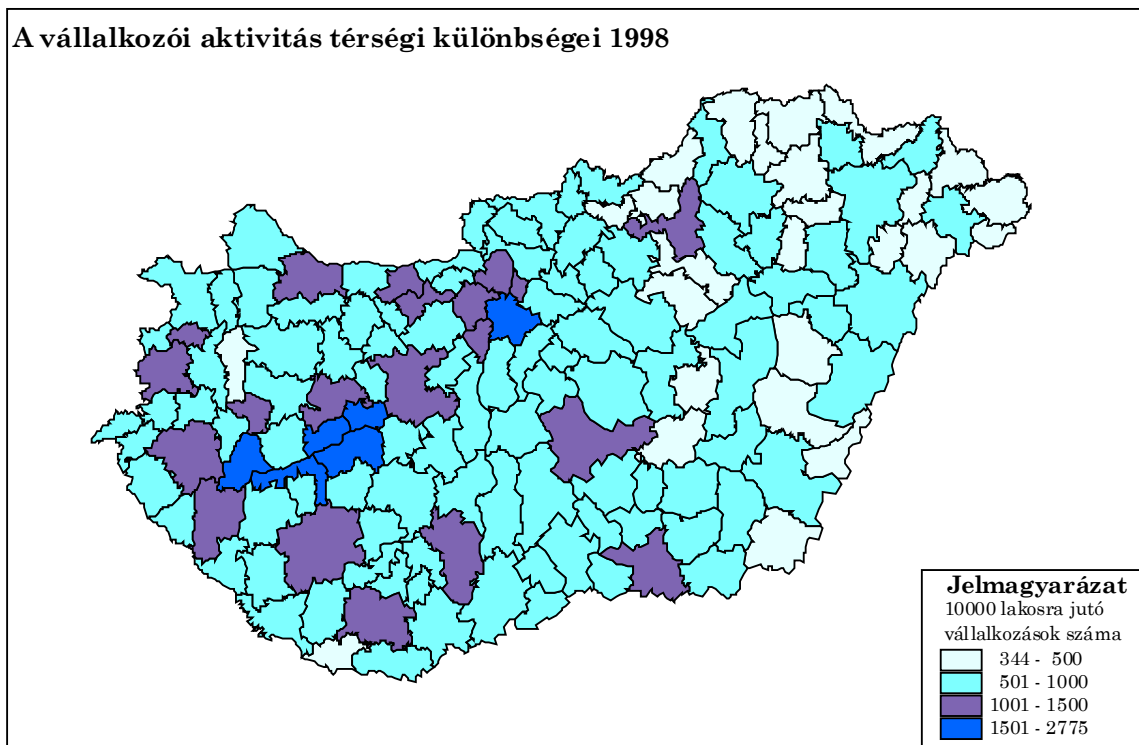 A vállalkozói aktivitás térségi különbségei 1998
Jelmagyarázat
10000 lakosra jutó
vállalkozások száma
344 - 500
501 - 1000
1001 - 1500
1501 - 2775